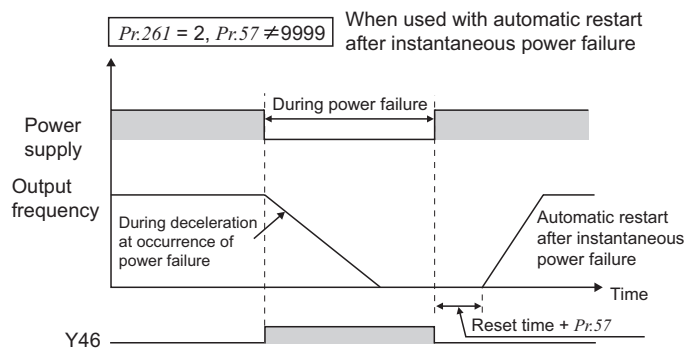 Pr.261 = 2, Pr.57 ≠9999
When used with automatic restart
after instantaneous power failure
During power failure
Power
supply
Output
frequency
During deceleration
at occurrence of
power failure
Automatic restart
after instantaneous
power failure
Time
Reset time + Pr.57
Y46